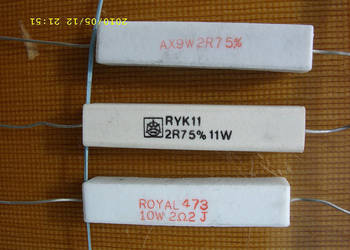 2010/05/12 21:51
AX9W2R75%
RYK11
2R75% 11W
ROYAL 473
10W 2Ω2 J